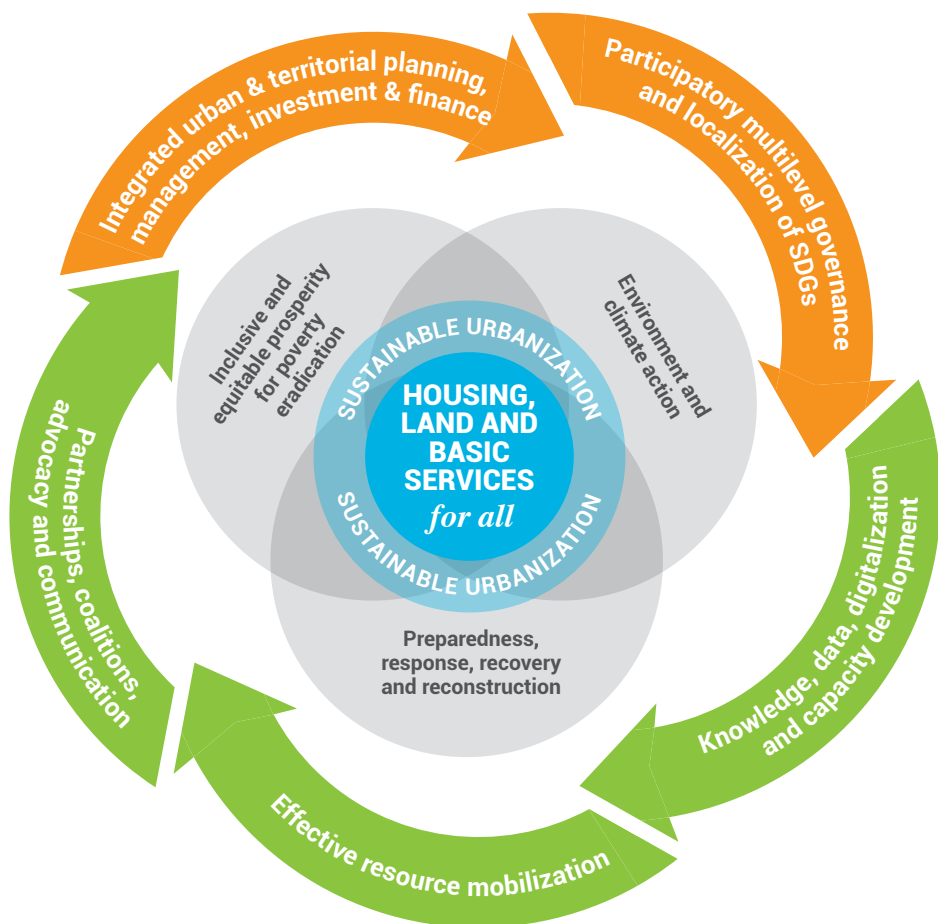 Integrated urban & territorial planning,
management, investment & finance
Participatory multilevel governance
and localization of SDGs
Inclusive and
equitable prosperity
for poverty
eradication
Environment and
climate action
SUSTAINABLE URBANIZATION
HOUSING,
LAND AND
BASIC
SERVICES
for all
SUSTAINABLE URBANIZATION
Preparedness,
response, recovery
and reconstruction
Knowledge, data, digitalization
and capacity development
Effective resource mobilization
Partnerships, coalitions,
advocacy and communication